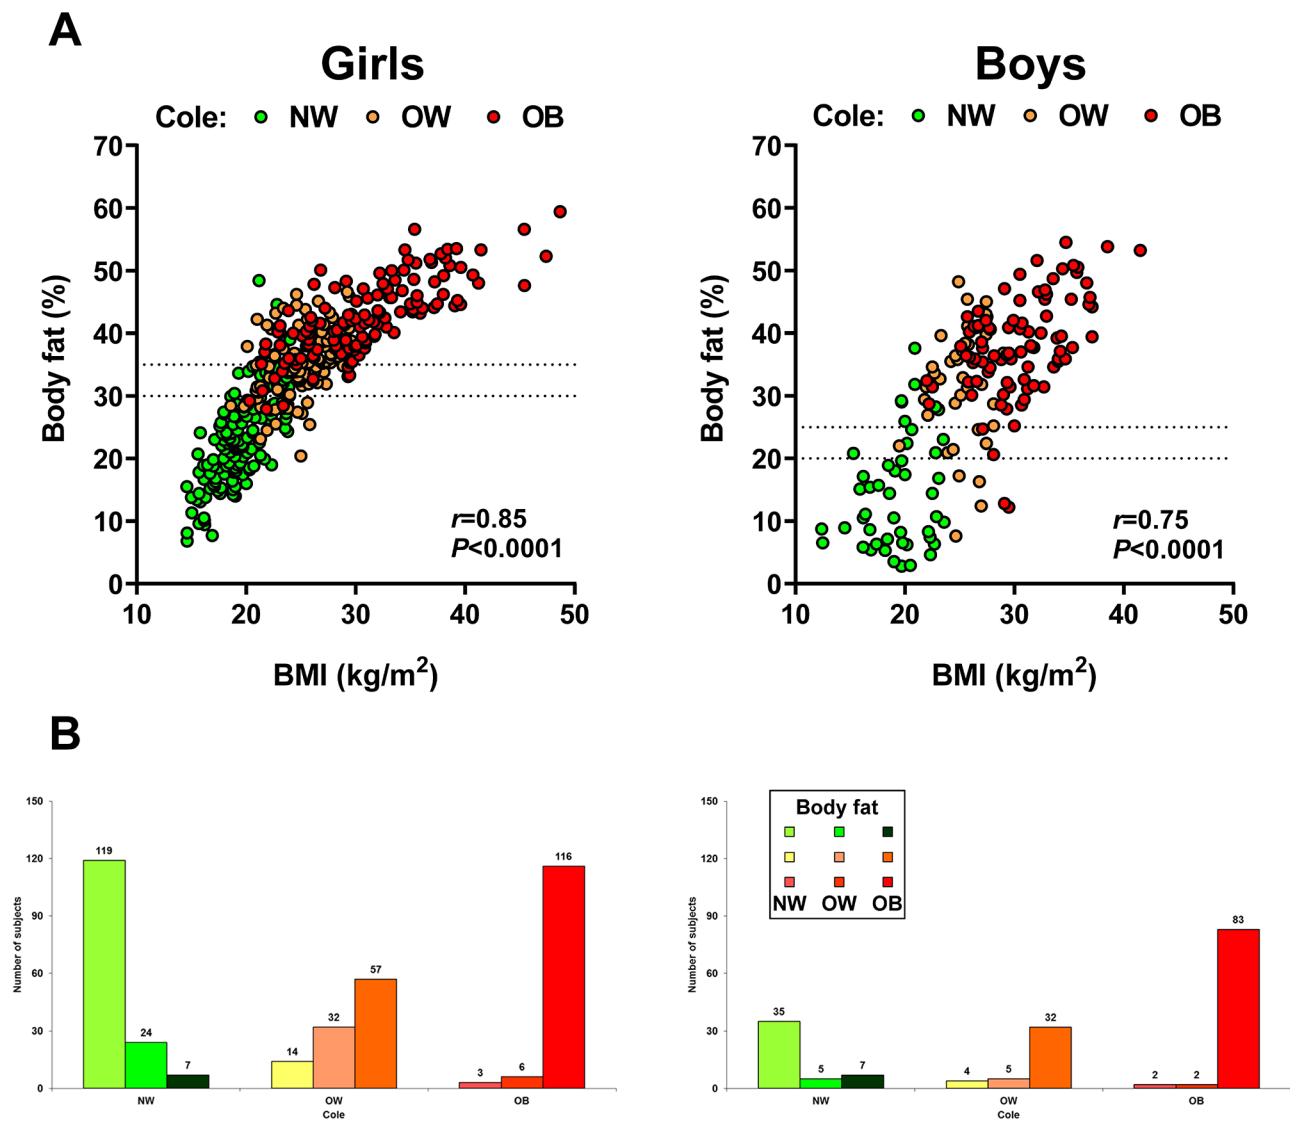 A
Girls
Cole: NW OW OB
70
60
50
40
30
20
10
0
Body fat (%)
r=0.85
P<0.0001
10 20 30 40 50
BMI (kg/m²)
Boys
Cole: NW OW OB
70
60
50
40
30
20
10
0
Body fat (%)
r=0.75
P<0.0001
10 20 30 40 50
BMI (kg/m²)
B
150
120
90
60
30
0
Number of subjects
119
24
7
14
32
57
3
6
116
NW OW OB
Cole
150
120
90
60
30
0
Number of subjects
Body fat
NW OW OB
35
5
7
4
5
32
2
2
83
NW OW OB
Cole